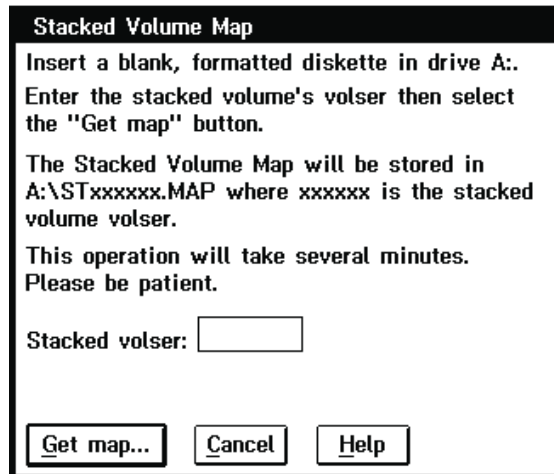 Stacked Volume Map
Insert a blank, formatted diskette in drive A:.
Enter the stacked volume's volser then select
the "Get map" button.
The Stacked Volume Map will be stored in
A:\STxxxxxx.MAP where xxxxxx is the stacked
volume volser.
This operation will take several minutes.
Please be patient.
Stacked volser:
Get map... Cancel Help